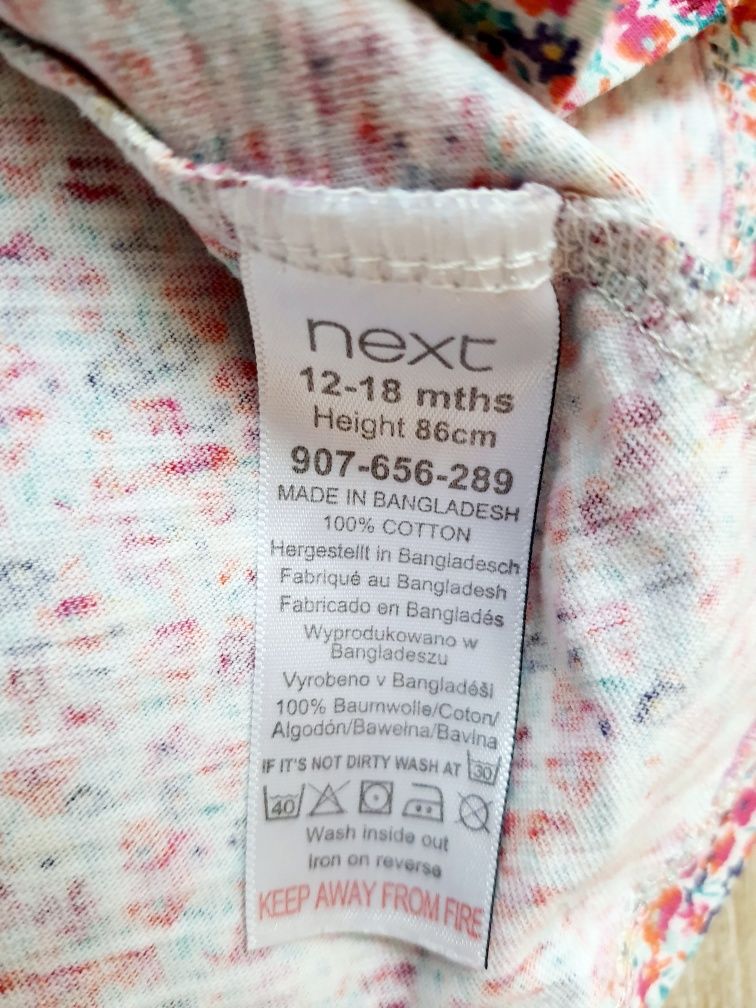 next
12-18 mths
Height 86cm
907-656-289
MADE IN BANGLADESH
100% COTTON
Hergestellt in Bangladesch
Fabriqué au Bangladesh
Fabricado en Bangladés
Wyprodukowano w
Bangladeszu
Vyrobeno v Bangladéši
100% Baumwolle/Coton/
Algodón/Bawełna/Bavlna
IF IT'S NOT DIRTY WASH AT 30
40
Wash inside out
Iron on reverse
KEEP AWAY FROM FIRE